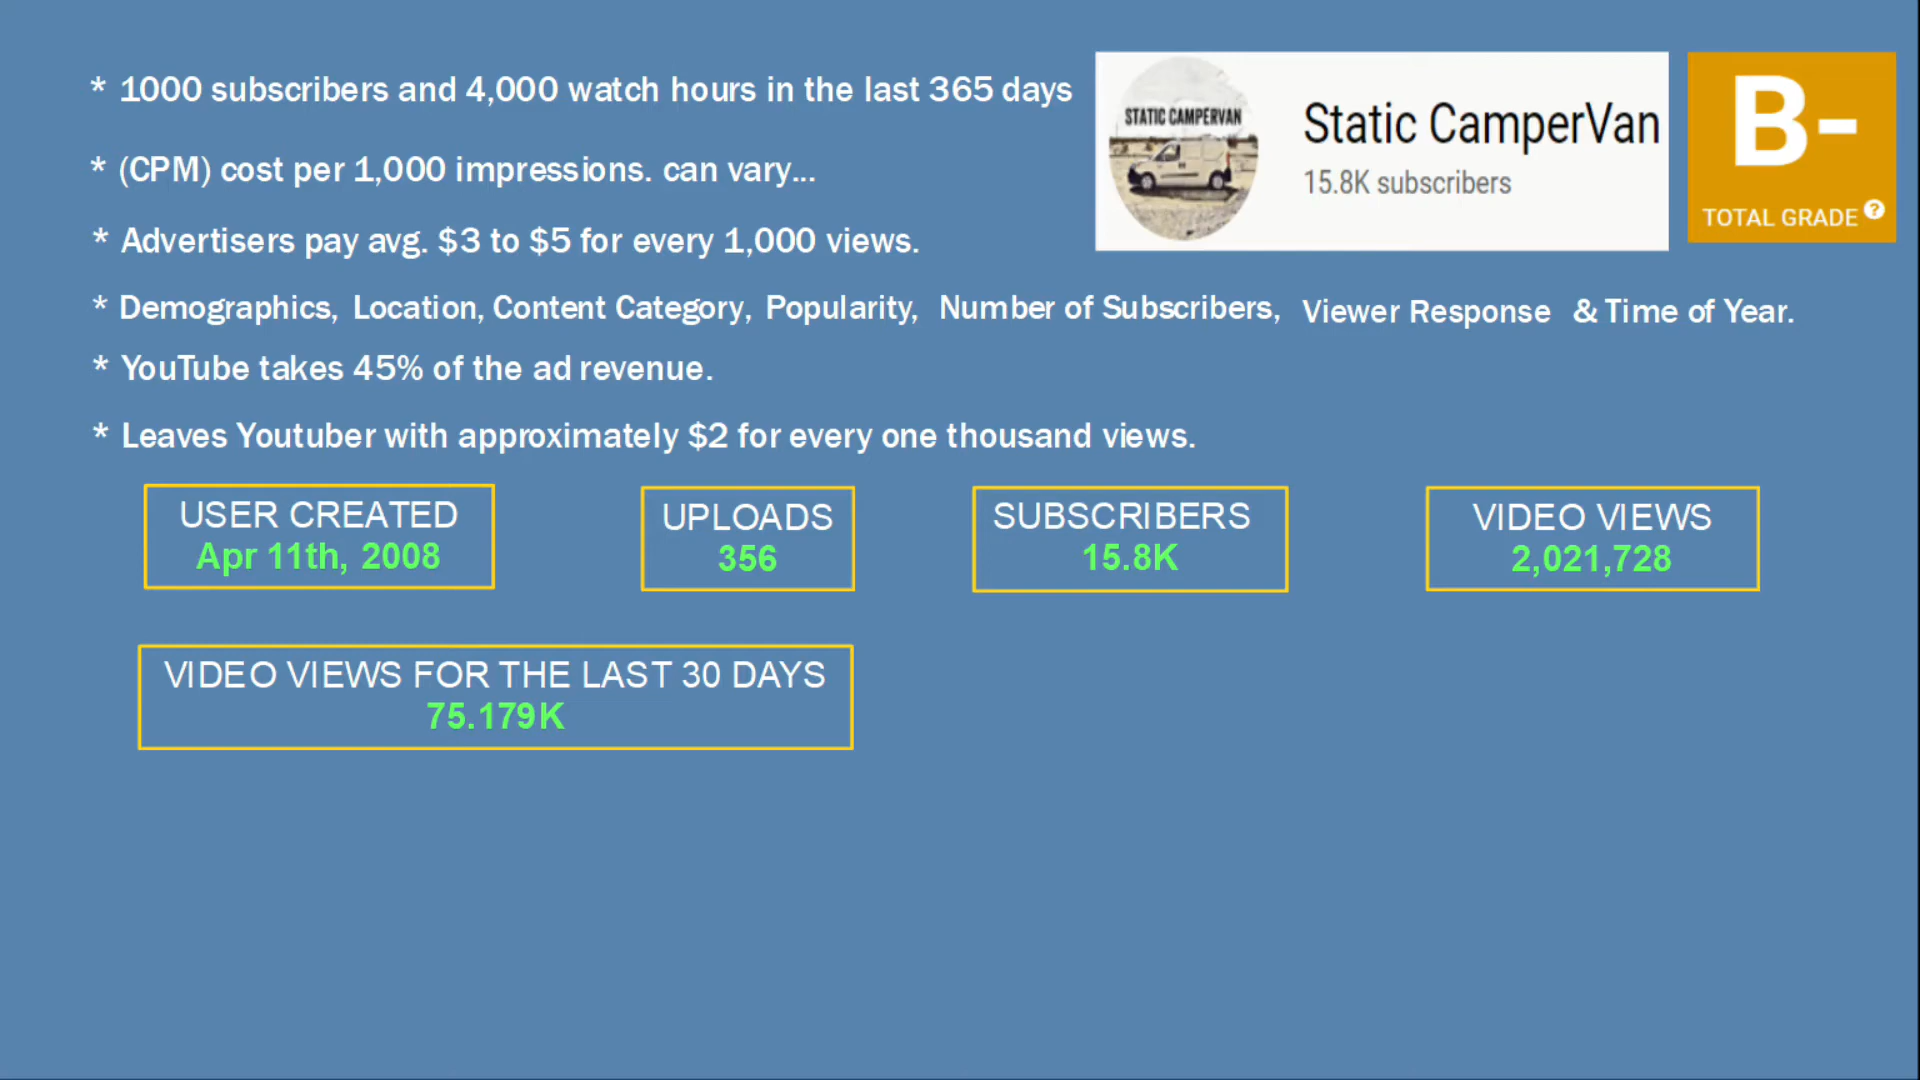 * 1000 subscribers and 4,000 watch hours in the last 365 days
* (CPM) cost per 1,000 impressions. can vary...
* Advertisers pay avg. $3 to $5 for every 1,000 views.
STATIC CAMPERVAN
Static CamperVan
15.8K subscribers
B-
TOTAL GRADE ?
* Demographics, Location, Content Category, Popularity, Number of Subscribers, Viewer Response & Time of Year.
* YouTube takes 45% of the ad revenue.
* Leaves Youtuber with approximately $2 for every one thousand views.
USER CREATED
Apr 11th, 2008
UPLOADS
356
SUBSCRIBERS
15.8K
VIDEO VIEWS
2,021,728
VIDEO VIEWS FOR THE LAST 30 DAYS
75.179K